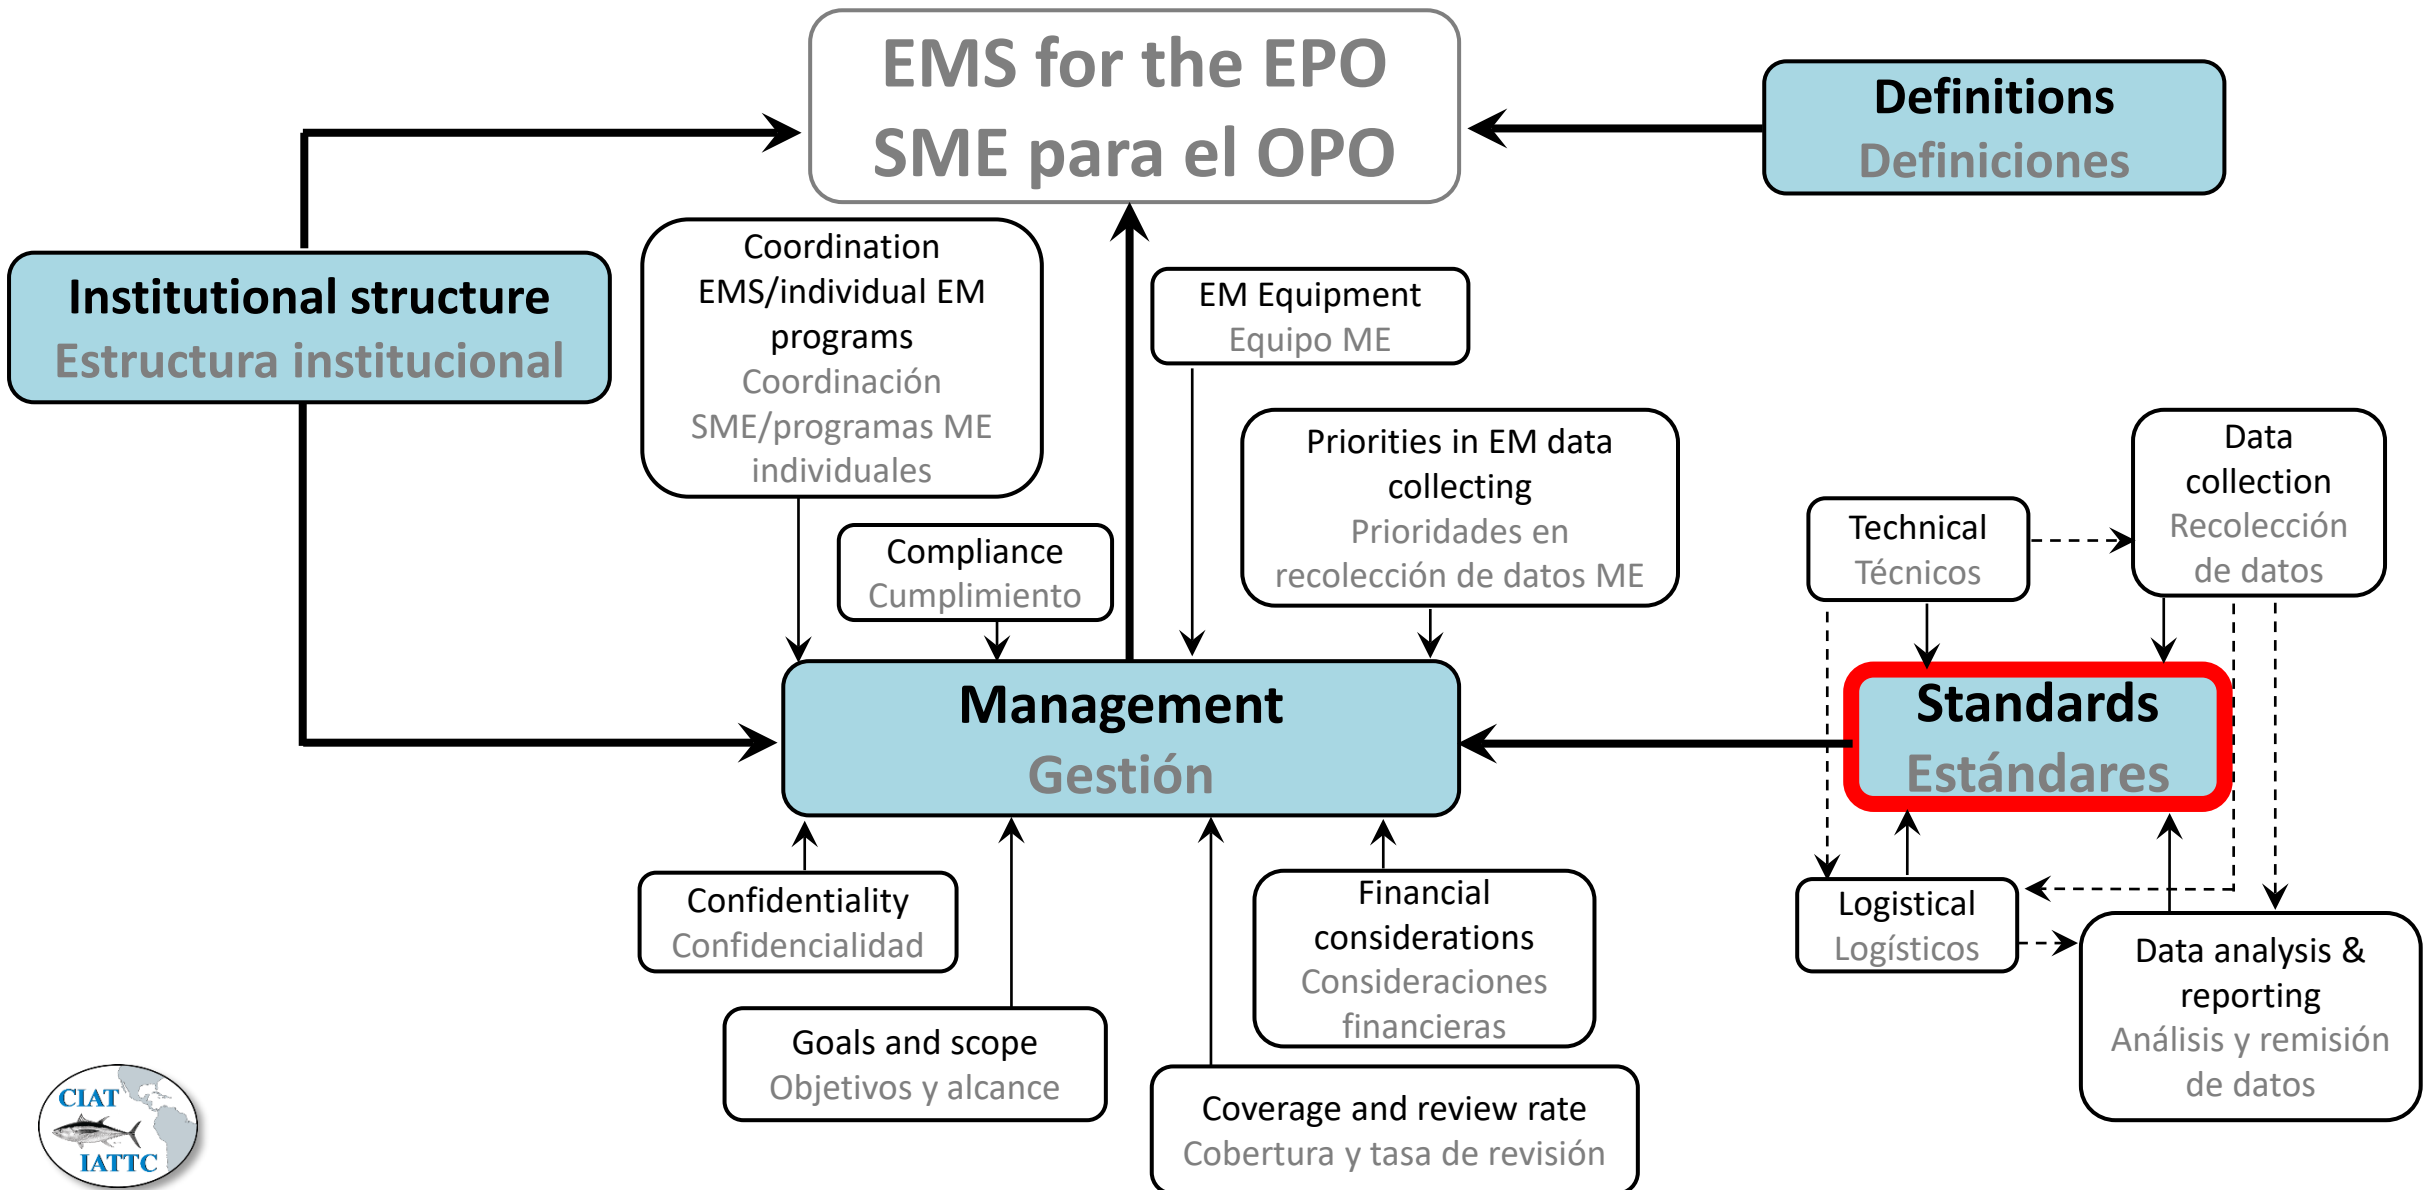 EMS for the EPO
SME para el OPO
Definitions
Definiciones
Institutional structure
Estructura institucional
Coordination
EMS/individual EM
programs
Coordinación
SME/programas ME
individuales
EM Equipment
Equipo ME
Priorities in EM data
collecting
Prioridades en
recolección de datos ME
Data
collection
Recolección
de datos
Technical
Técnicos
Compliance
Cumplimiento
Management
Gestión
Standards
Estándares
Confidentiality
Confidencialidad
Financial
considerations
Consideraciones
financieras
Logistical
Logísticos
Data analysis &
reporting
Análisis y remisión
de datos
Goals and scope
Objetivos y alcance
Coverage and review rate
Cobertura y tasa de revisión
CIAT
IATTC